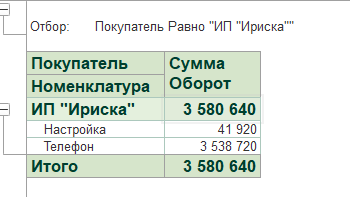 Отбор: Покупатель Равно "ИП "Ириска""
Покупатель Сумма Оборот
Номенклатура
ИП "Ириска" 3 580 640
Настройка 41 920
Телефон 3 538 720
Итого 3 580 640